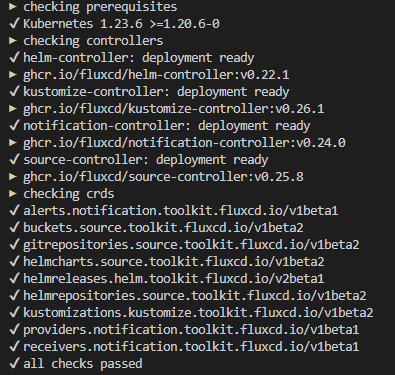 ► checking prerequisites
✔ Kubernetes 1.23.6 >=1.20.6-0
► checking controllers
✔ helm-controller: deployment ready
► ghcr.io/fluxcd/helm-controller:v0.22.1
✔ kustomize-controller: deployment ready
► ghcr.io/fluxcd/kustomize-controller:v0.26.1
✔ notification-controller: deployment ready
► ghcr.io/fluxcd/notification-controller:v0.24.0
✔ source-controller: deployment ready
► ghcr.io/fluxcd/source-controller:v0.25.8
► checking crds
✔ alerts.notification.toolkit.fluxcd.io/v1beta1
✔ buckets.source.toolkit.fluxcd.io/v1beta2
✔ gitrepositories.source.toolkit.fluxcd.io/v1beta2
✔ helmcharts.source.toolkit.fluxcd.io/v1beta2
✔ helmreleases.helm.toolkit.fluxcd.io/v2beta1
✔ helmrepositories.source.toolkit.fluxcd.io/v1beta2
✔ kustomizations.kustomize.toolkit.fluxcd.io/v1beta2
✔ providers.notification.toolkit.fluxcd.io/v1beta1
✔ receivers.notification.toolkit.fluxcd.io/v1beta1
✔ all checks passed